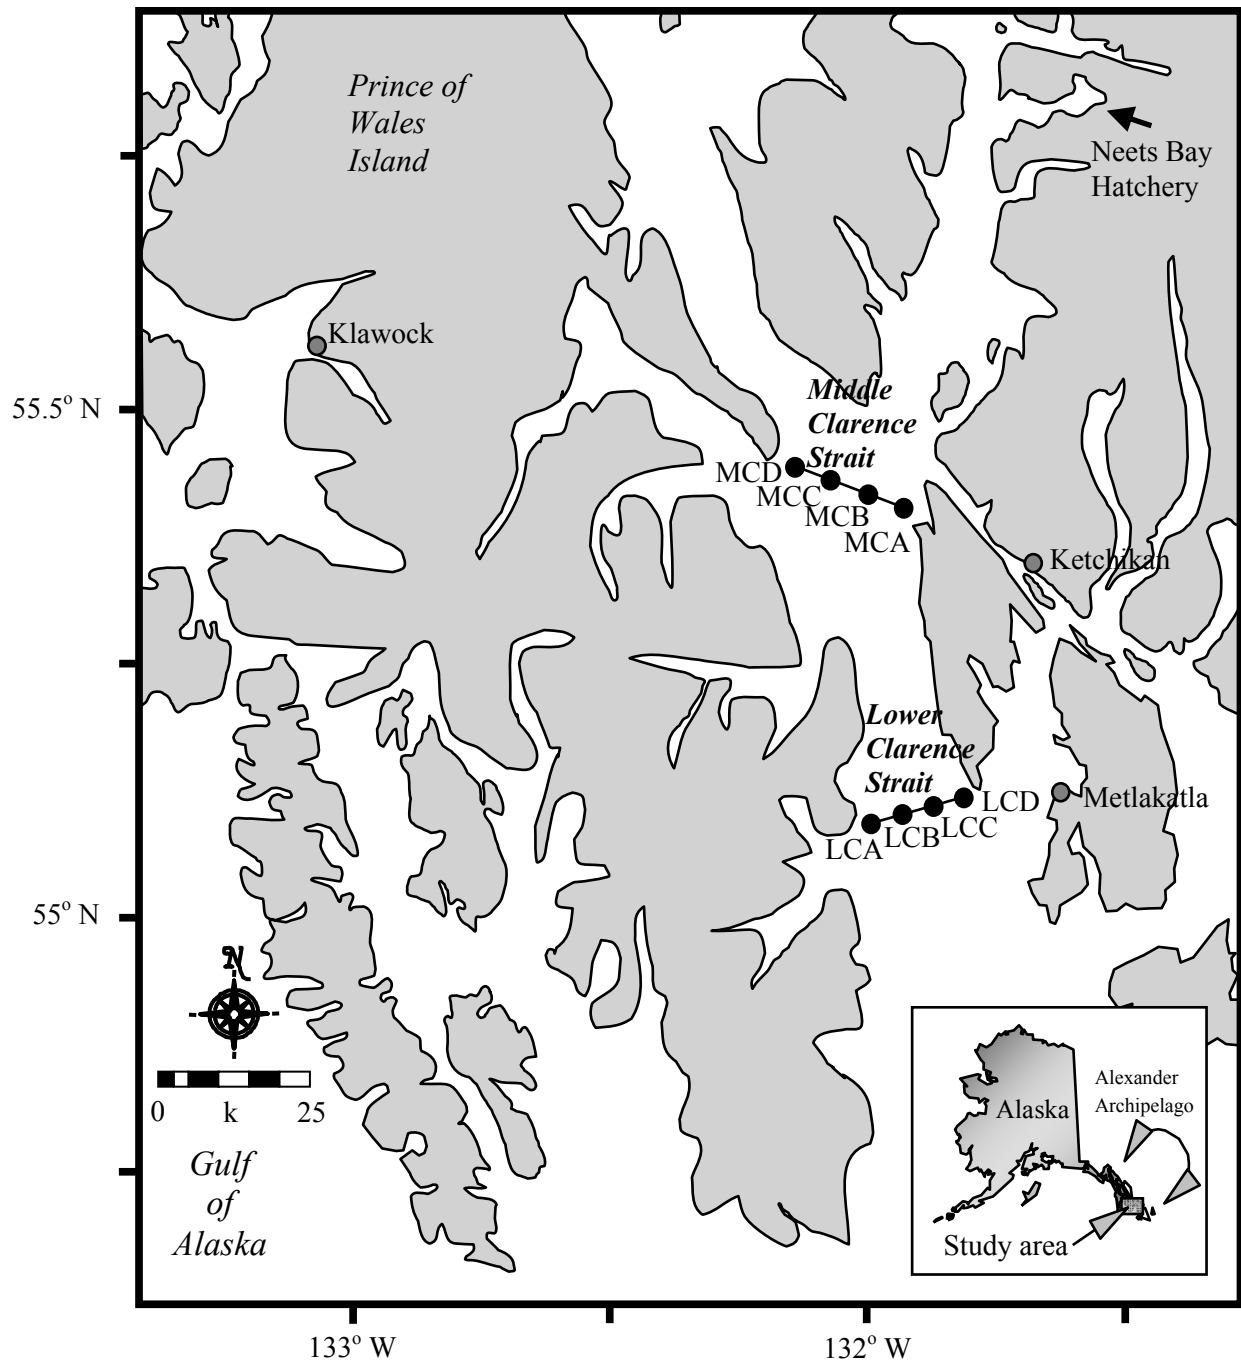 Prince of
Wales
Island
Neets Bay
Hatchery
Klawock
55.5° N
Middle
Clarence
Strait
MCD
MCC
MCB
MCA
Ketchikan
Lower
Clarence
Strait
LCD
LCC
LCB
LCA
Metlakatla
55° N
N
0 k 25
Gulf
of
Alaska
Alexander
Archipelago
Alaska
Study area
133° W
132° W